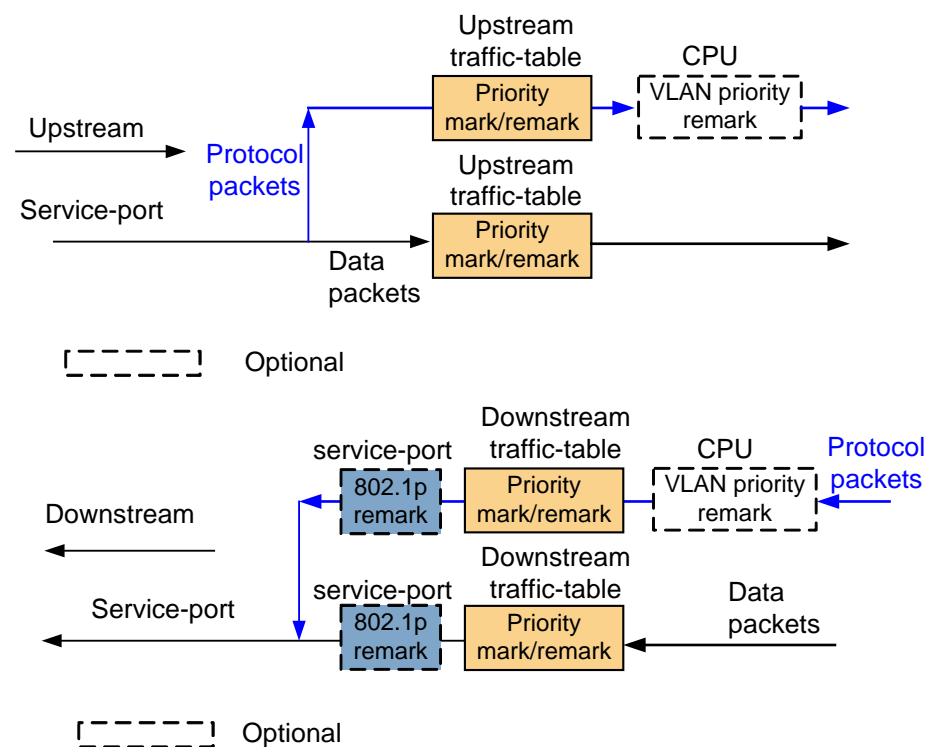 Upstream
traffic-table
CPU
Priority
mark/remark
VLAN priority
remark
Upstream
Protocol
packets
Upstream
traffic-table
Service-port
Priority
mark/remark
Data
packets
Optional
Downstream
traffic-table
service-port
CPU
Protocol
packets
802.1p
remark
Priority
mark/remark
VLAN priority
remark
Downstream
Downstream
traffic-table
service-port
Service-port
802.1p
remark
Priority
mark/remark
Data
packets
Optional